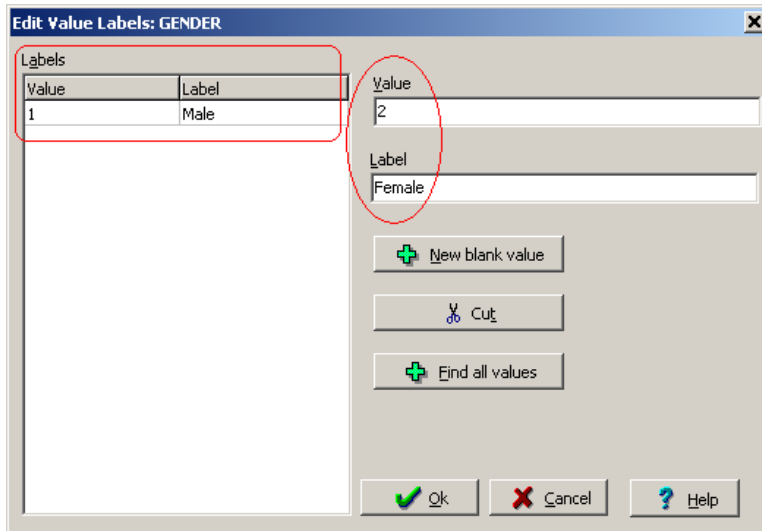 Edit Value Labels: GENDER
Labels
Value Label
1 Male
Value
2
Label
Female
New blank value
Cut
Find all values
Ok Cancel Help